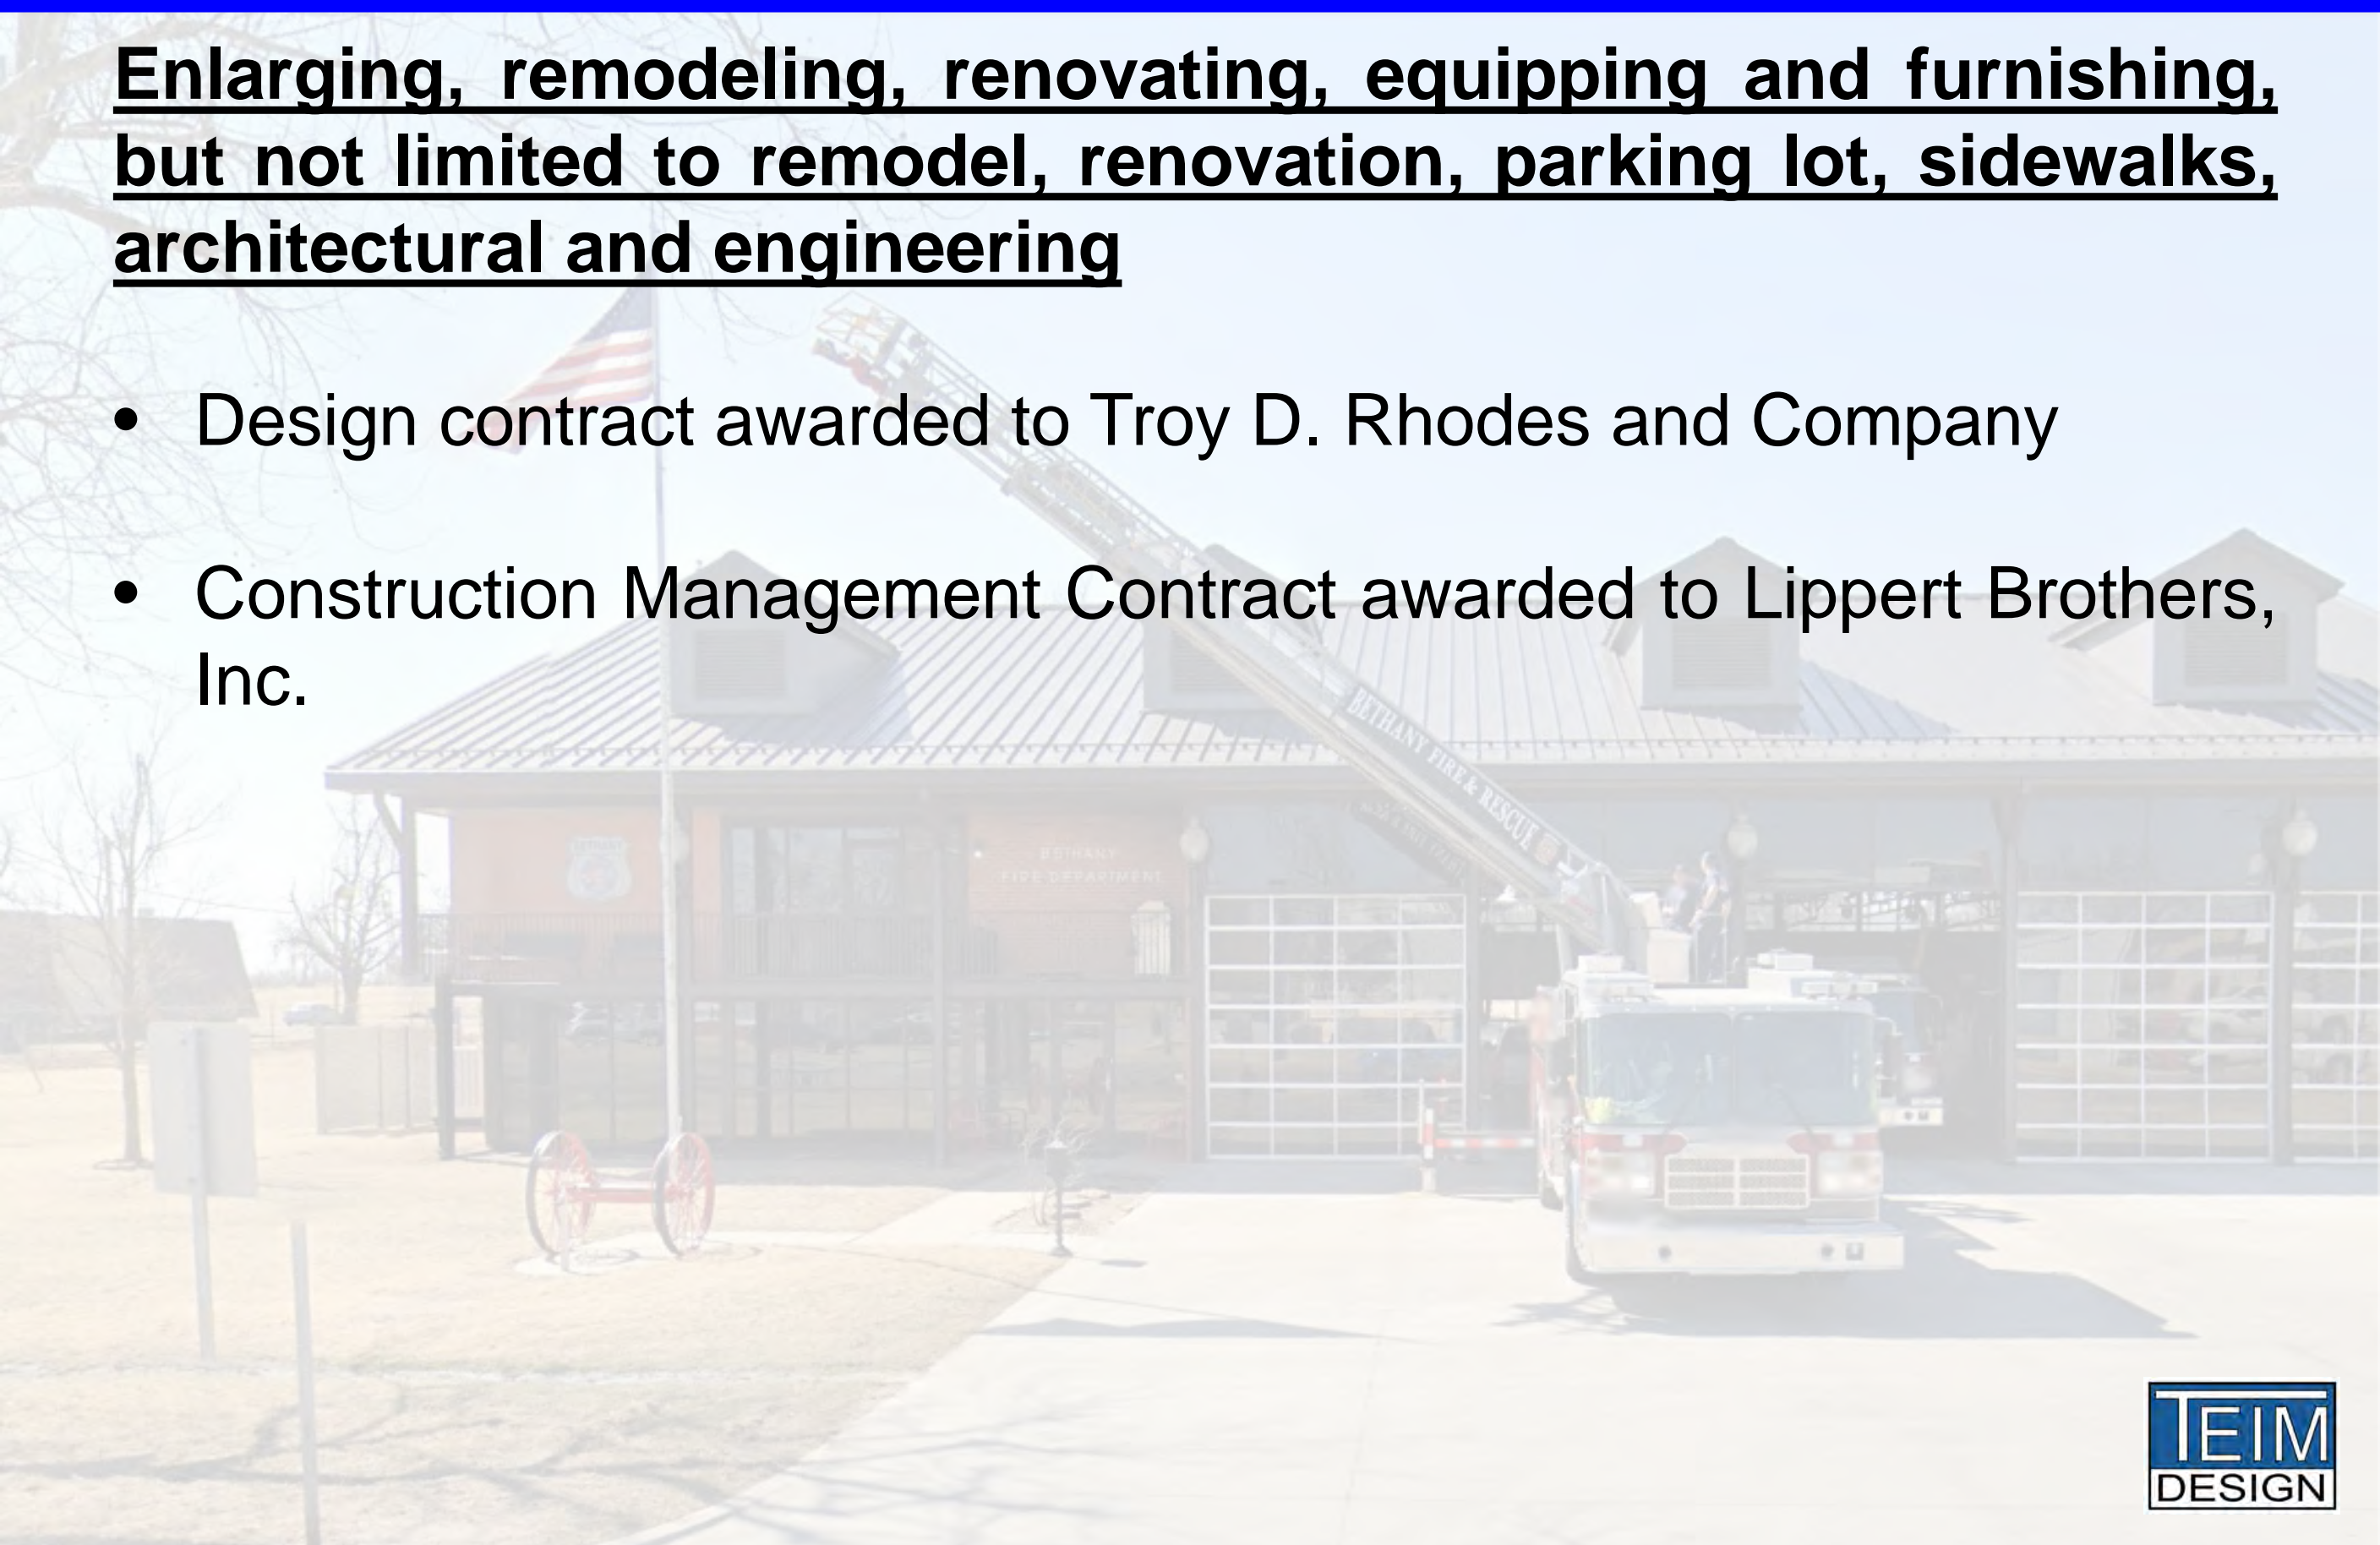 Enlarging, remodeling, renovating, equipping and furnishing,
but not limited to remodel, renovation, parking lot, sidewalks,
architectural and engineering
• Design contract awarded to Troy D. Rhodes and Company
• Construction Management Contract awarded to Lippert Brothers,
Inc.
BETHANY FIRE & RESCUE
BETHANY
FIRE DEPARTMENT
TEIM
DESIGN